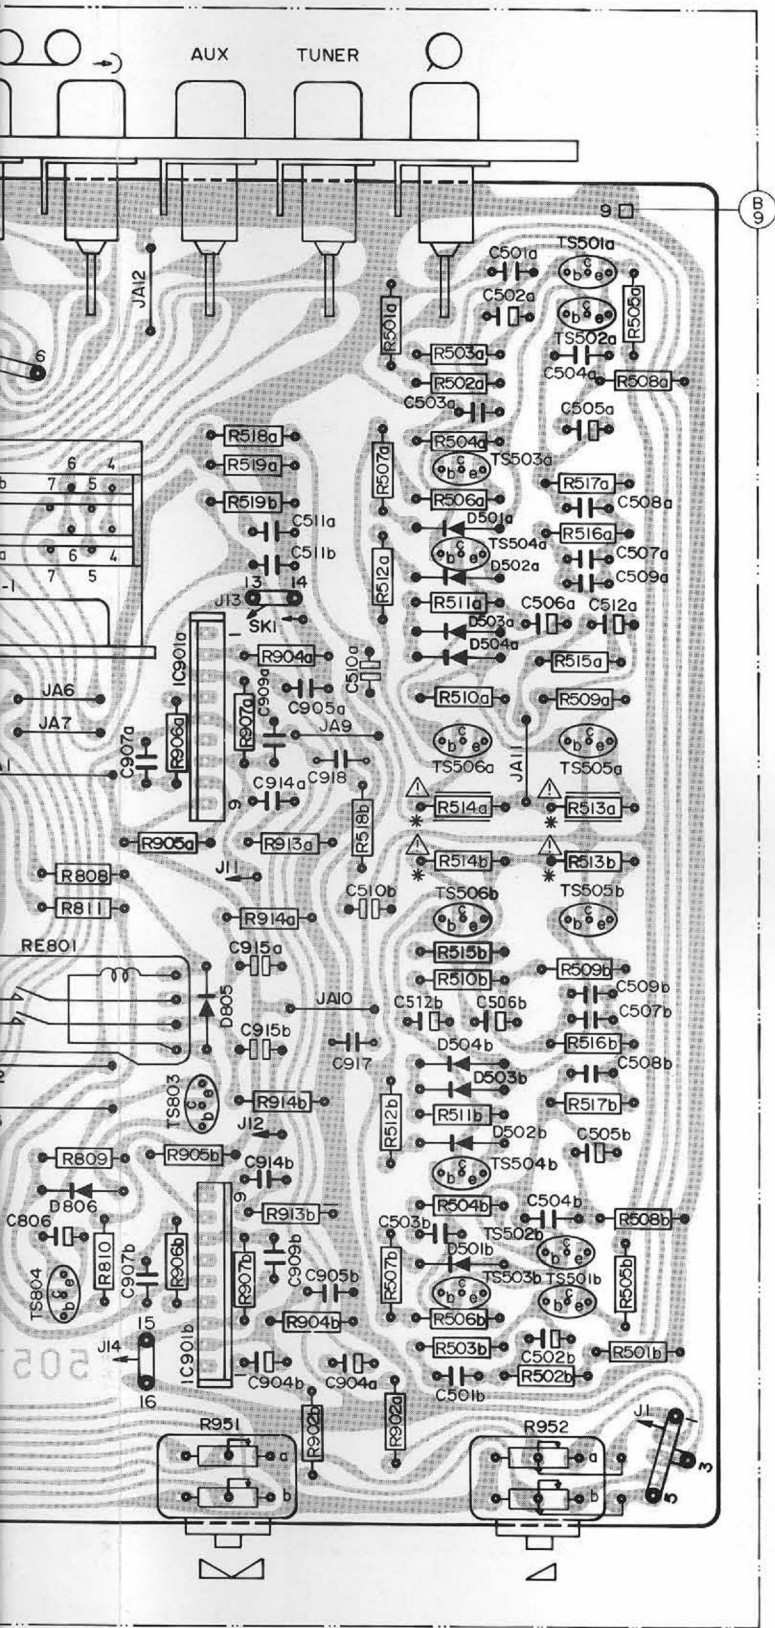 AUX TUNER
B
9
9
TS501a
C501a
b c e
JA12
C502a
R501a
R505a
b c e
TS502a
R503a
C504a
6
R502a
R508a
C503a
C505a
R518a
R504a
TS503a
R519a
R507a
b c e
6 4
R517a
b 7 5
R519b
R506a
C508a
D501a
C511a
R516a
b c e
TS504a
a 6 4
C511b
C507a
7 5
R512a
D502a
C509a
-1
13 14
J13
R511a
C506a
C512a
SK1
D503a
IC901a
1
R904a
C510a
D504a
R515a
JA6
R907a
C909a
C905a
R510a
R509a
JA7
R906a
C907a
JA9
b c e
b c e
C918
TS506a
JA11
TS505a
C914a
9
R518b
R514a
R513a
*
*
R905a
R913a
R514b
R513b
R808
J11
*
*
R811
C510b
TS506b
TS505b
R914a
b c e
b c e
RE801
C915a
R515b
R509b
R510b
D805
C509b
JA10
C512b
C506b
C507b
C915b
D504b
R516b
C917
TS803
D503b
C508b
b c e
R914b
R512b
R511b
R517b
J12
D502b
R809
R905b
C505b
C914b
b c e
TS504b
D806
9
R504b
C504b
C806
R913b
C503b
TS502b
R508b
R810
C907b
R906b
R907b
C909b
D501b
b c e
TS804
b c e
C905b
TS503b
TS501b
R505b
b c e
b c e
15
R904b
R506b
J14
R503b
C502b
R501b
IC901b
1
C904b
C904a
R502b
16
C501b
R951
R902b
R902a
R952
J1
1
a
a
3
b
b
5